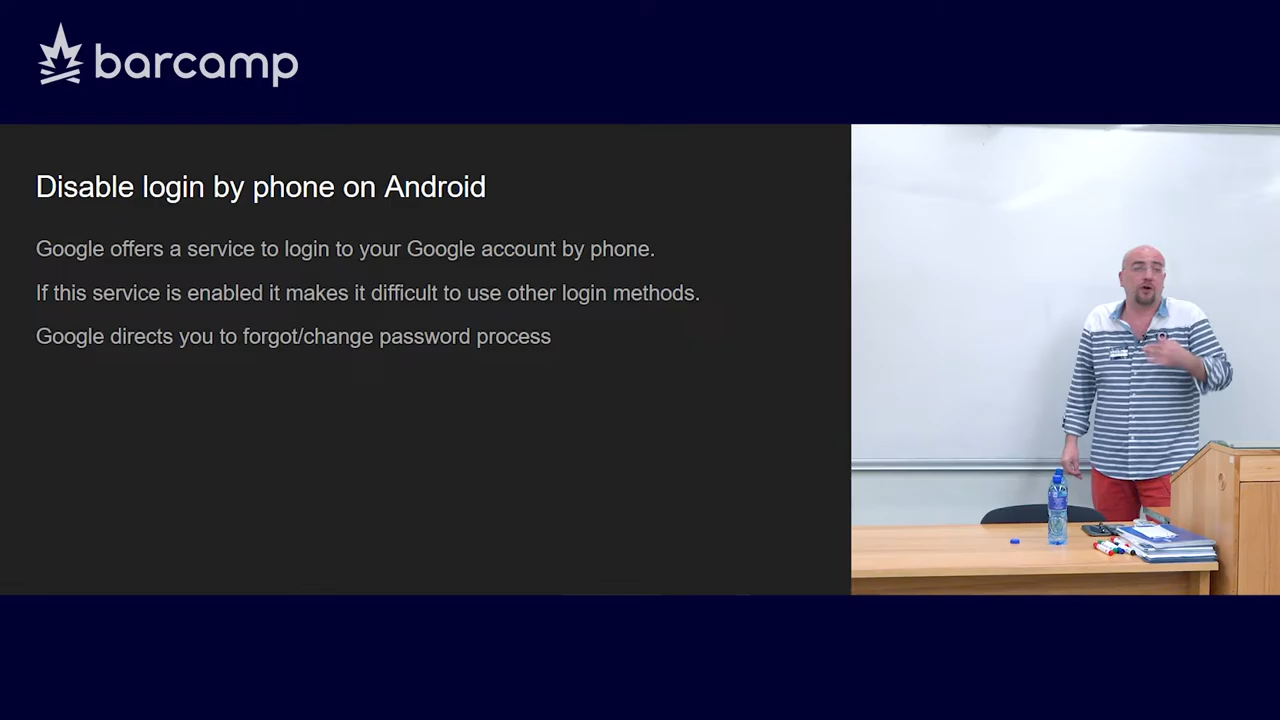 barcamp
Disable login by phone on Android
Google offers a service to login to your Google account by phone.
If this service is enabled it makes it difficult to use other login methods.
Google directs you to forgot/change password process